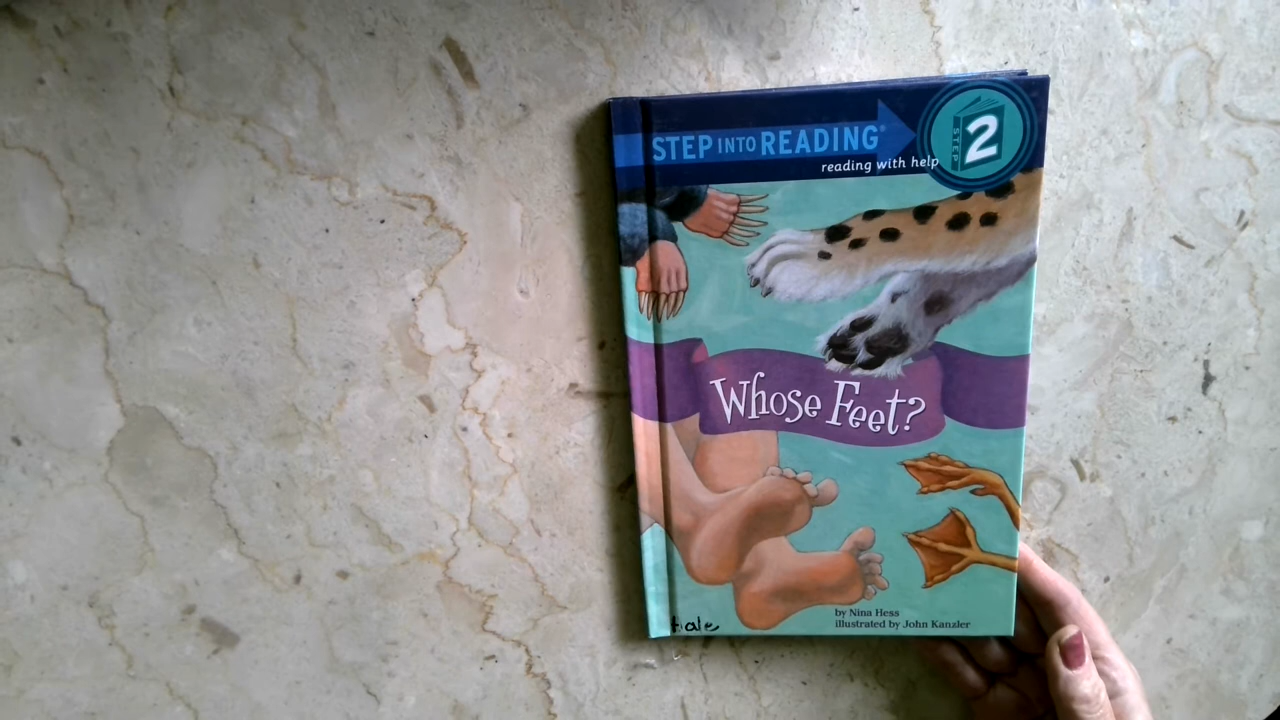 STEP INTO READING®
reading with help
STEP 2
Whose Feet?
by Nina Hess
illustrated by John Kanzler